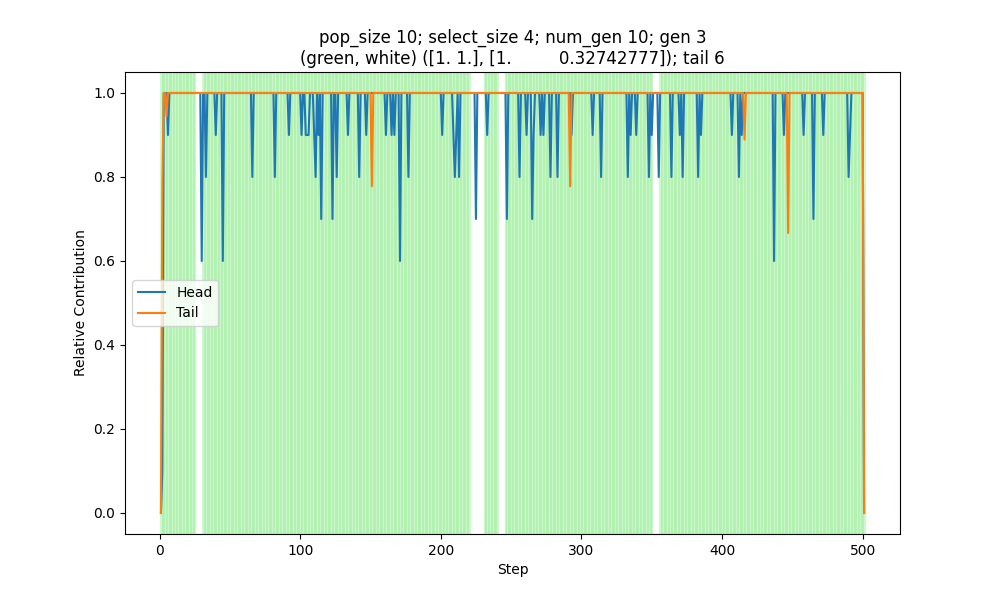 pop_size 10; select_size 4; num_gen 10; gen 3
(green, white) ([1. 1.], [1.         0.32742777]); tail 6
1.0
0.8
0.6
0.4
0.2
0.0
Relative Contribution
Head
Tail
0
100
200
300
400
500
Step